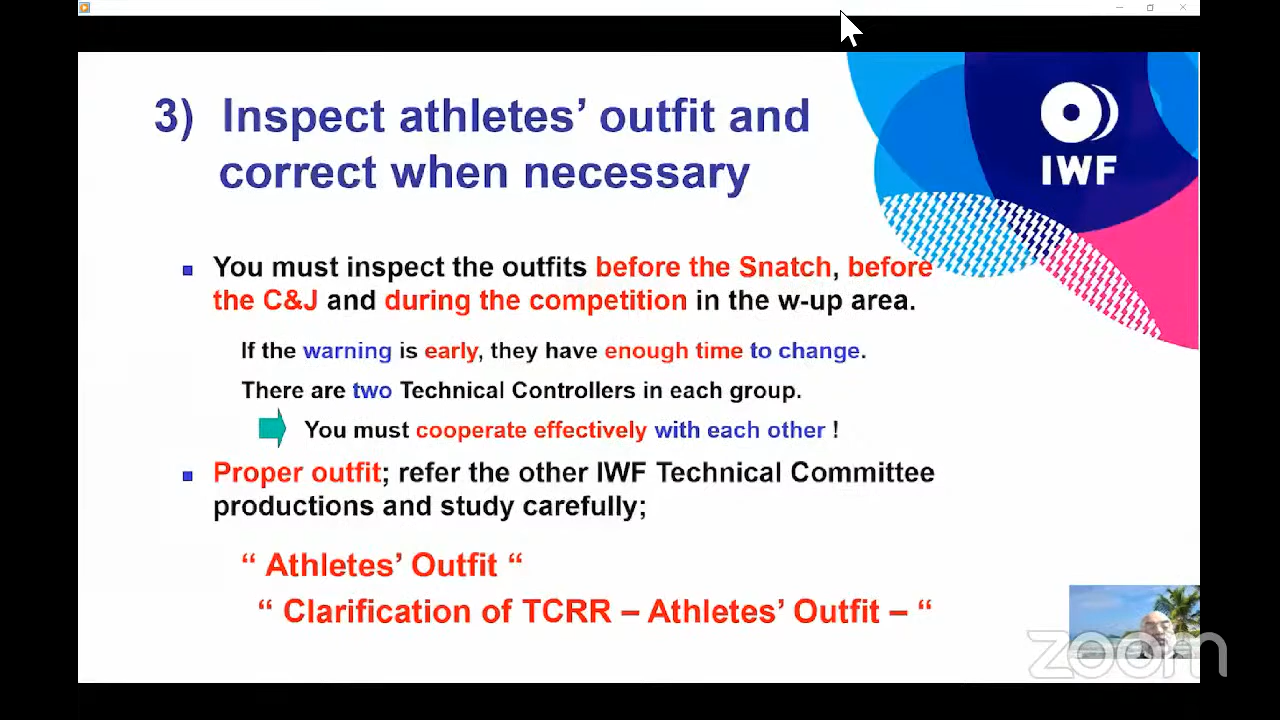 3) Inspect athletes’ outfit and
correct when necessary
IWF
You must inspect the outfits before the Snatch, before
the C&J and during the competition in the w-up area.
If the warning is early, they have enough time to change.
There are two Technical Controllers in each group.
You must cooperate effectively with each other !
Proper outfit; refer the other IWF Technical Committee
productions and study carefully;
“ Athletes’ Outfit “
“ Clarification of TCRR – Athletes’ Outfit – “
zoom